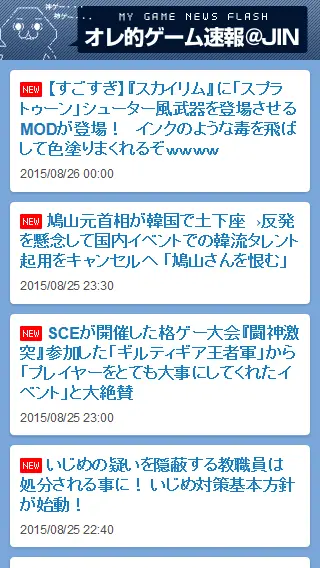 神ゲー・・・
神ゲー・・・
MY GAME NEWS FLASH
オレ的ゲーム速報@JIN
NEW 【すごすぎ】『スカイリム』に「スプラ
トゥーン」シューター風武器を登場させる
MODが登場！　インクのような毒を飛ば
して色塗りまくれるぞwwww
2015/08/26 00:00
NEW 鳩山元首相が韓国で土下座　→反発
を懸念して国内イベントでの韓流タレント
起用をキャンセルへ 「鳩山さんを恨む」
2015/08/25 23:30
NEW SCEが開催した格ゲー大会『闘神激
突』参加した「ギルティギア王者軍」から
「プレイヤーをとても大事にしてくれたイ
ベント」と大絶賛
2015/08/25 23:00
NEW いじめの疑いを隠蔽する教職員は
処分される事に！ いじめ対策基本方針
が始動！
2015/08/25 22:40